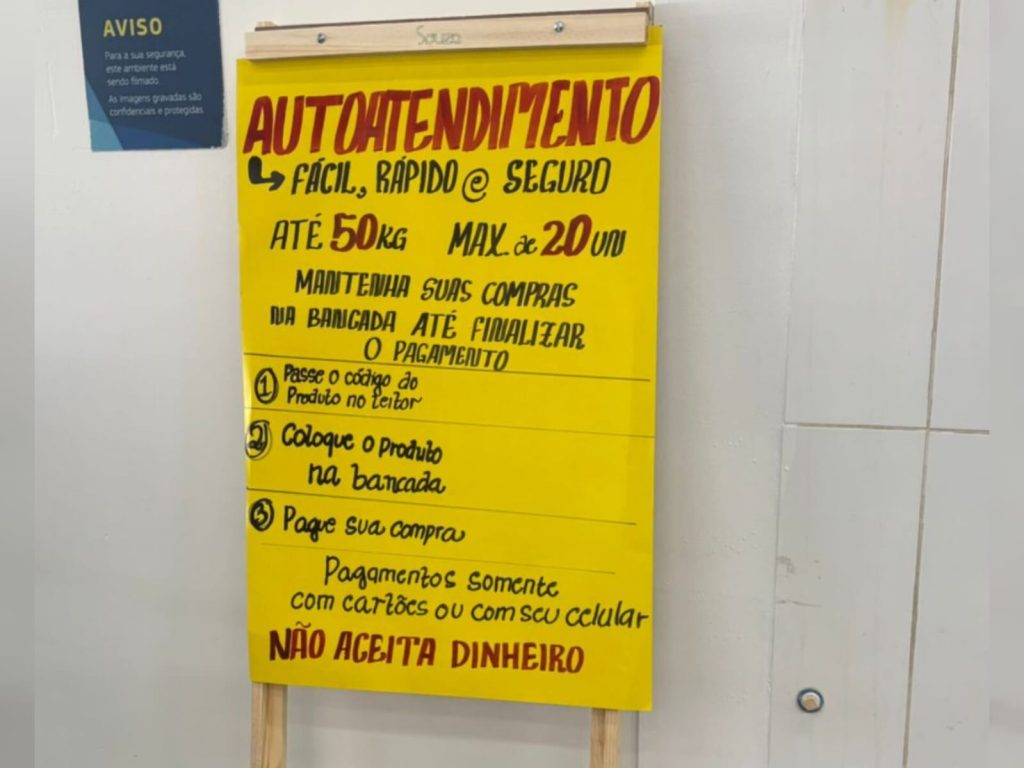 AVISO
Para a sua segurança,
este ambiente está
sendo filmado.
As imagens gravadas são
confidenciais e protegidas
Souza
AUTOATENDIMENTO
FÁCIL, RÁPIDO e SEGURO
ATÉ 50KG MAX. de 20 UN
MANTENHA SUAS COMPRAS
NA BANCADA ATÉ FINALIZAR
O PAGAMENTO
1 Passe o código do
Produto no leitor
2 Coloque o Produto
na bancada
3 Pague sua compra
Pagamentos somente
com cartões ou com seu celular
NÃO ACEITA DINHEIRO